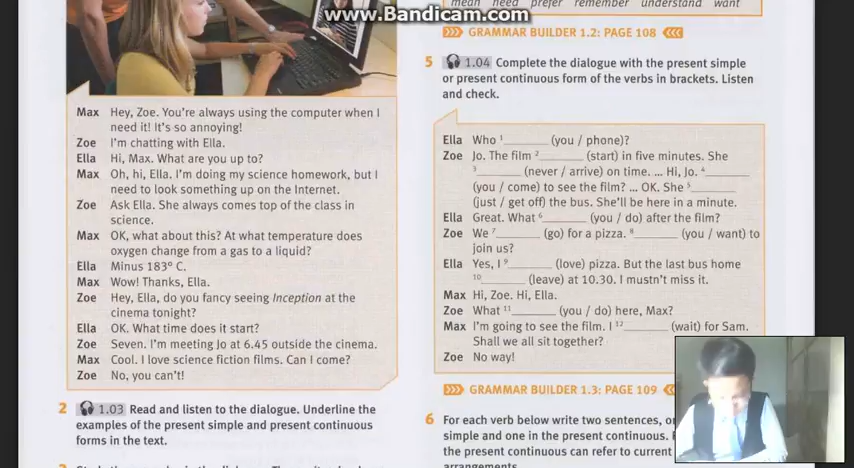 www.Bandicam.com
Max Hey, Zoe. You're always using the computer when I
need it! It's so annoying!
Zoe I'm chatting with Ella.
Ella Hi, Max. What are you up to?
Max Oh, hi, Ella. I'm doing my science homework, but I
need to look something up on the Internet.
Zoe Ask Ella. She always comes top of the class in
science.
Max OK, what about this? At what temperature does
oxygen change from a gas to a liquid?
Ella Minus 183° C.
Max Wow! Thanks, Ella.
Zoe Hey, Ella, do you fancy seeing Inception at the
cinema tonight?
Ella OK. What time does it start?
Zoe Seven. I'm meeting Jo at 6.45 outside the cinema.
Max Cool. I love science fiction films. Can I come?
Zoe No, you can't!
2 1.03 Read and listen to the dialogue. Underline the
examples of the present simple and present continuous
forms in the text.
mean need prefer remember understand want
GRAMMAR BUILDER 1.2: PAGE 108
5 1.04 Complete the dialogue with the present simple
or present continuous form of the verbs in brackets. Listen
and check.
Ella Who 1______ (you / phone)?
Zoe Jo. The film 2______ (start) in five minutes. She
3______ (never / arrive) on time. ... Hi, Jo. 4______
(you / come) to see the film? ... OK. She 5______
(just / get off) the bus. She'll be here in a minute.
Ella Great. What 6______ (you / do) after the film?
Zoe We 7______ (go) for a pizza. 8______ (you / want) to
join us?
Ella Yes, I 9______ (love) pizza. But the last bus home
10______ (leave) at 10.30. I mustn't miss it.
Max Hi, Zoe. Hi, Ella.
Zoe What 11______ (you / do) here, Max?
Max I'm going to see the film. I 12______ (wait) for Sam.
Shall we all sit together?
Zoe No way!
GRAMMAR BUILDER 1.3: PAGE 109
6 For each verb below write two sentences,
simple and one in the present continuous.
the present continuous can refer to current
arrangements.